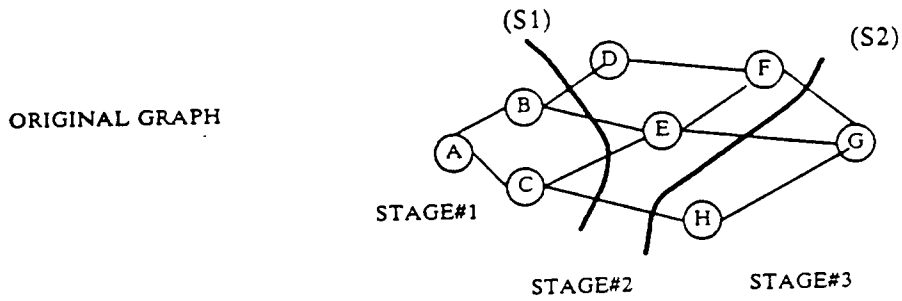 (S1)
(S2)
D
F
B
ORIGINAL GRAPH
E
A
G
C
STAGE#1
H
STAGE#2
STAGE#3